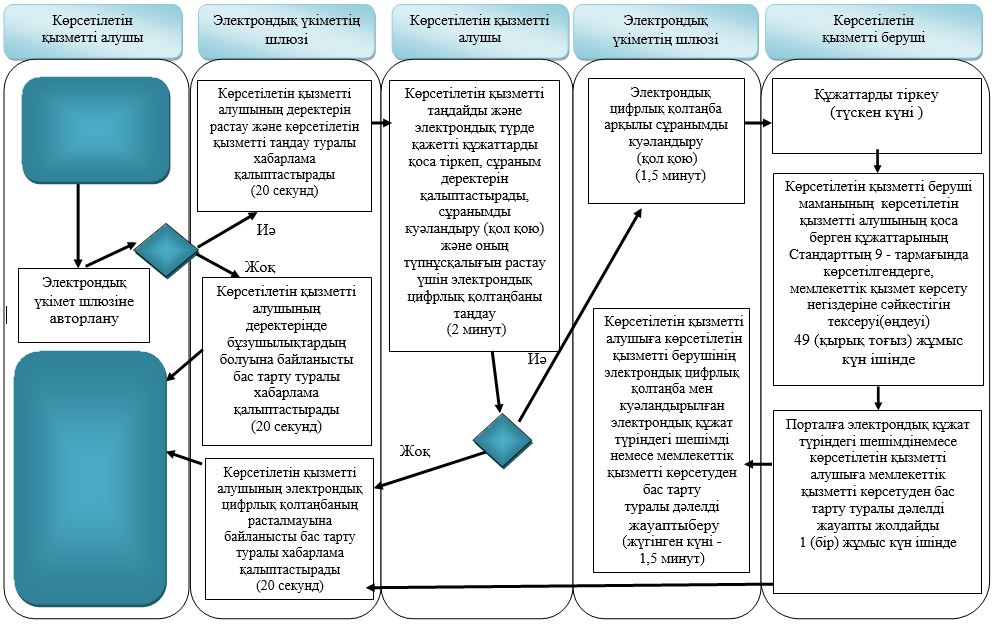 Көрсетілетін
қызметті алушы
Электрондық үкіметтің
шлюзі
Көрсетілетін қызметті
алушы
Электрондық
үкіметтің шлюзі
Көрсетілетін
қызметті беруші
Электрондық
үкімет шлюзіне
авторлану
Көрсетілетін қызметті
алушының деректерін
растау және көрсетілетін
қызметті таңдау туралы
хабарлама
қалыптастырады
(20 секунд)
Иә
Жоқ
Көрсетілетін қызметті
алушының
деректерінде
бұзушылықтардың
болуына байланысты
бас тарту туралы
хабарлама
қалыптастырады
(20 секунд)
Көрсетілетін қызметті
алушының электрондық
цифрлық қолтаңбаның
расталмауына
байланысты бас тарту
туралы хабарлама
қалыптастырады
(20 секунд)
Көрсетілетін қызметті
таңдайды және
электрондық түрде
қажетті құжаттарды
қоса тіркеп, сұраным
деректерін
қалыптастырады,
сұранымды
куәландыру (қол қою)
және оның
түпнұсқалығын растау
үшін электрондық
цифрлық қолтаңбаны
таңдау
(2 минут)
Иә
Жоқ
Электрондық
цифрлық қолтаңба
арқылы сұранымды
куәландыру
(қол қою)
(1,5 минут)
Көрсетілетін қызметті
алушыға көрсетілетін
қызметті берушінің
электрондық цифрлық
қолтаңба мен
куәландырылған
электрондық құжат
түріндегі шешімді
немесе мемлекеттік
қызметті көрсетуден
бас тарту
туралы дәлелді
жауаптыберу
(жүгінген күні -
1,5 минут)
Құжаттарды тіркеу
(түскен күні )
Көрсетілетін қызметті беруші
маманының көрсетілетін
қызметті алушының қоса
берген құжаттарының
Стандарттың 9 - тармағында
көрсетілгендерге,
мемлекеттік қызмет көрсету
негіздеріне сәйкестігін
тексеруі(өңдеуі)
49 (қырық тоғыз) жұмыс
күн ішінде
Порталға электрондық құжат
түріндегі шешімдінемесе
көрсетілетін қызметті
алушыға мемлекеттік
қызметті көрсетуден бас
тарту туралы дәлелді
жауапты жолдайды
1 (бір) жұмыс күн ішінде